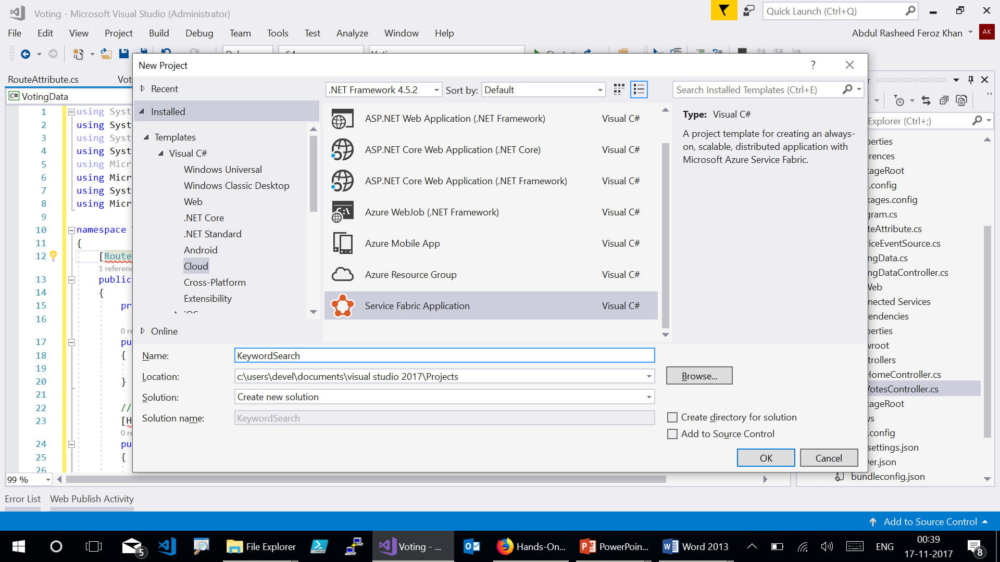 Voting - Microsoft Visual Studio (Administrator)
Quick Launch (Ctrl+Q)
File Edit View Project Build Debug Team Tools Test Analyze Window Help
Abdul Rasheed Feroz Khan AK
New Project
?
RouteAttribute.cs
Vot
Recent
.NET Framework 4.5.2
Sort by: Default
Search Installed Templates (Ctrl+E)
C# VotingData
Installed
Templates
Visual C#
Windows Universal
Windows Classic Desktop
Web
.NET Core
.NET Standard
Android
Cloud
Cross-Platform
Extensibility
iOS
Online
ASP.NET Web Application (.NET Framework) Visual C#
ASP.NET Core Web Application (.NET Core) Visual C#
ASP.NET Core Web Application (.NET Framework) Visual C#
Azure WebJob (.NET Framework) Visual C#
Azure Mobile App Visual C#
Azure Resource Group Visual C#
Service Fabric Application Visual C#
Type: Visual C#
A project template for creating an always-
on, scalable, distributed application with
Microsoft Azure Service Fabric.
Name: KeywordSearch
Location: c:\users\devel\documents\visual studio 2017\Projects
Browse...
Solution: Create new solution
Solution name: KeywordSearch
Create directory for solution
Add to Source Control
OK Cancel
1 using Syst
2 using Syst
3 using Syst
4 using Syst
5 using Micr
6 using Micr
7 using Syst
8 using Micr
9
10 namespace
11 {
12 [Route
1 referenc
13 public
14 {
15 pr
16
0 re
17 pu
18 {
19
20 }
21
22 //
23 [H
0 re
24 pu
25 {
26
99 %
Explorer (Ctrl+;)
perties
rences
tageRoot
.config
kages.config
gram.cs
teAttribute.cs
viceEventSource.cs
ngData.cs
ngDataController.cs
Web
nected Services
endencies
perties
wroot
trollers
HomeController.cs
VotesController.cs
tageRoot
ws
.config
settings.json
wer.json
bundleconfig.json
Error List Web Publish Activity
Add to Source Control
5
File Explorer
Voting - ...
Hands-On...
PowerPoin...
Word 2013
ENG
00:39
17-11-2017
8